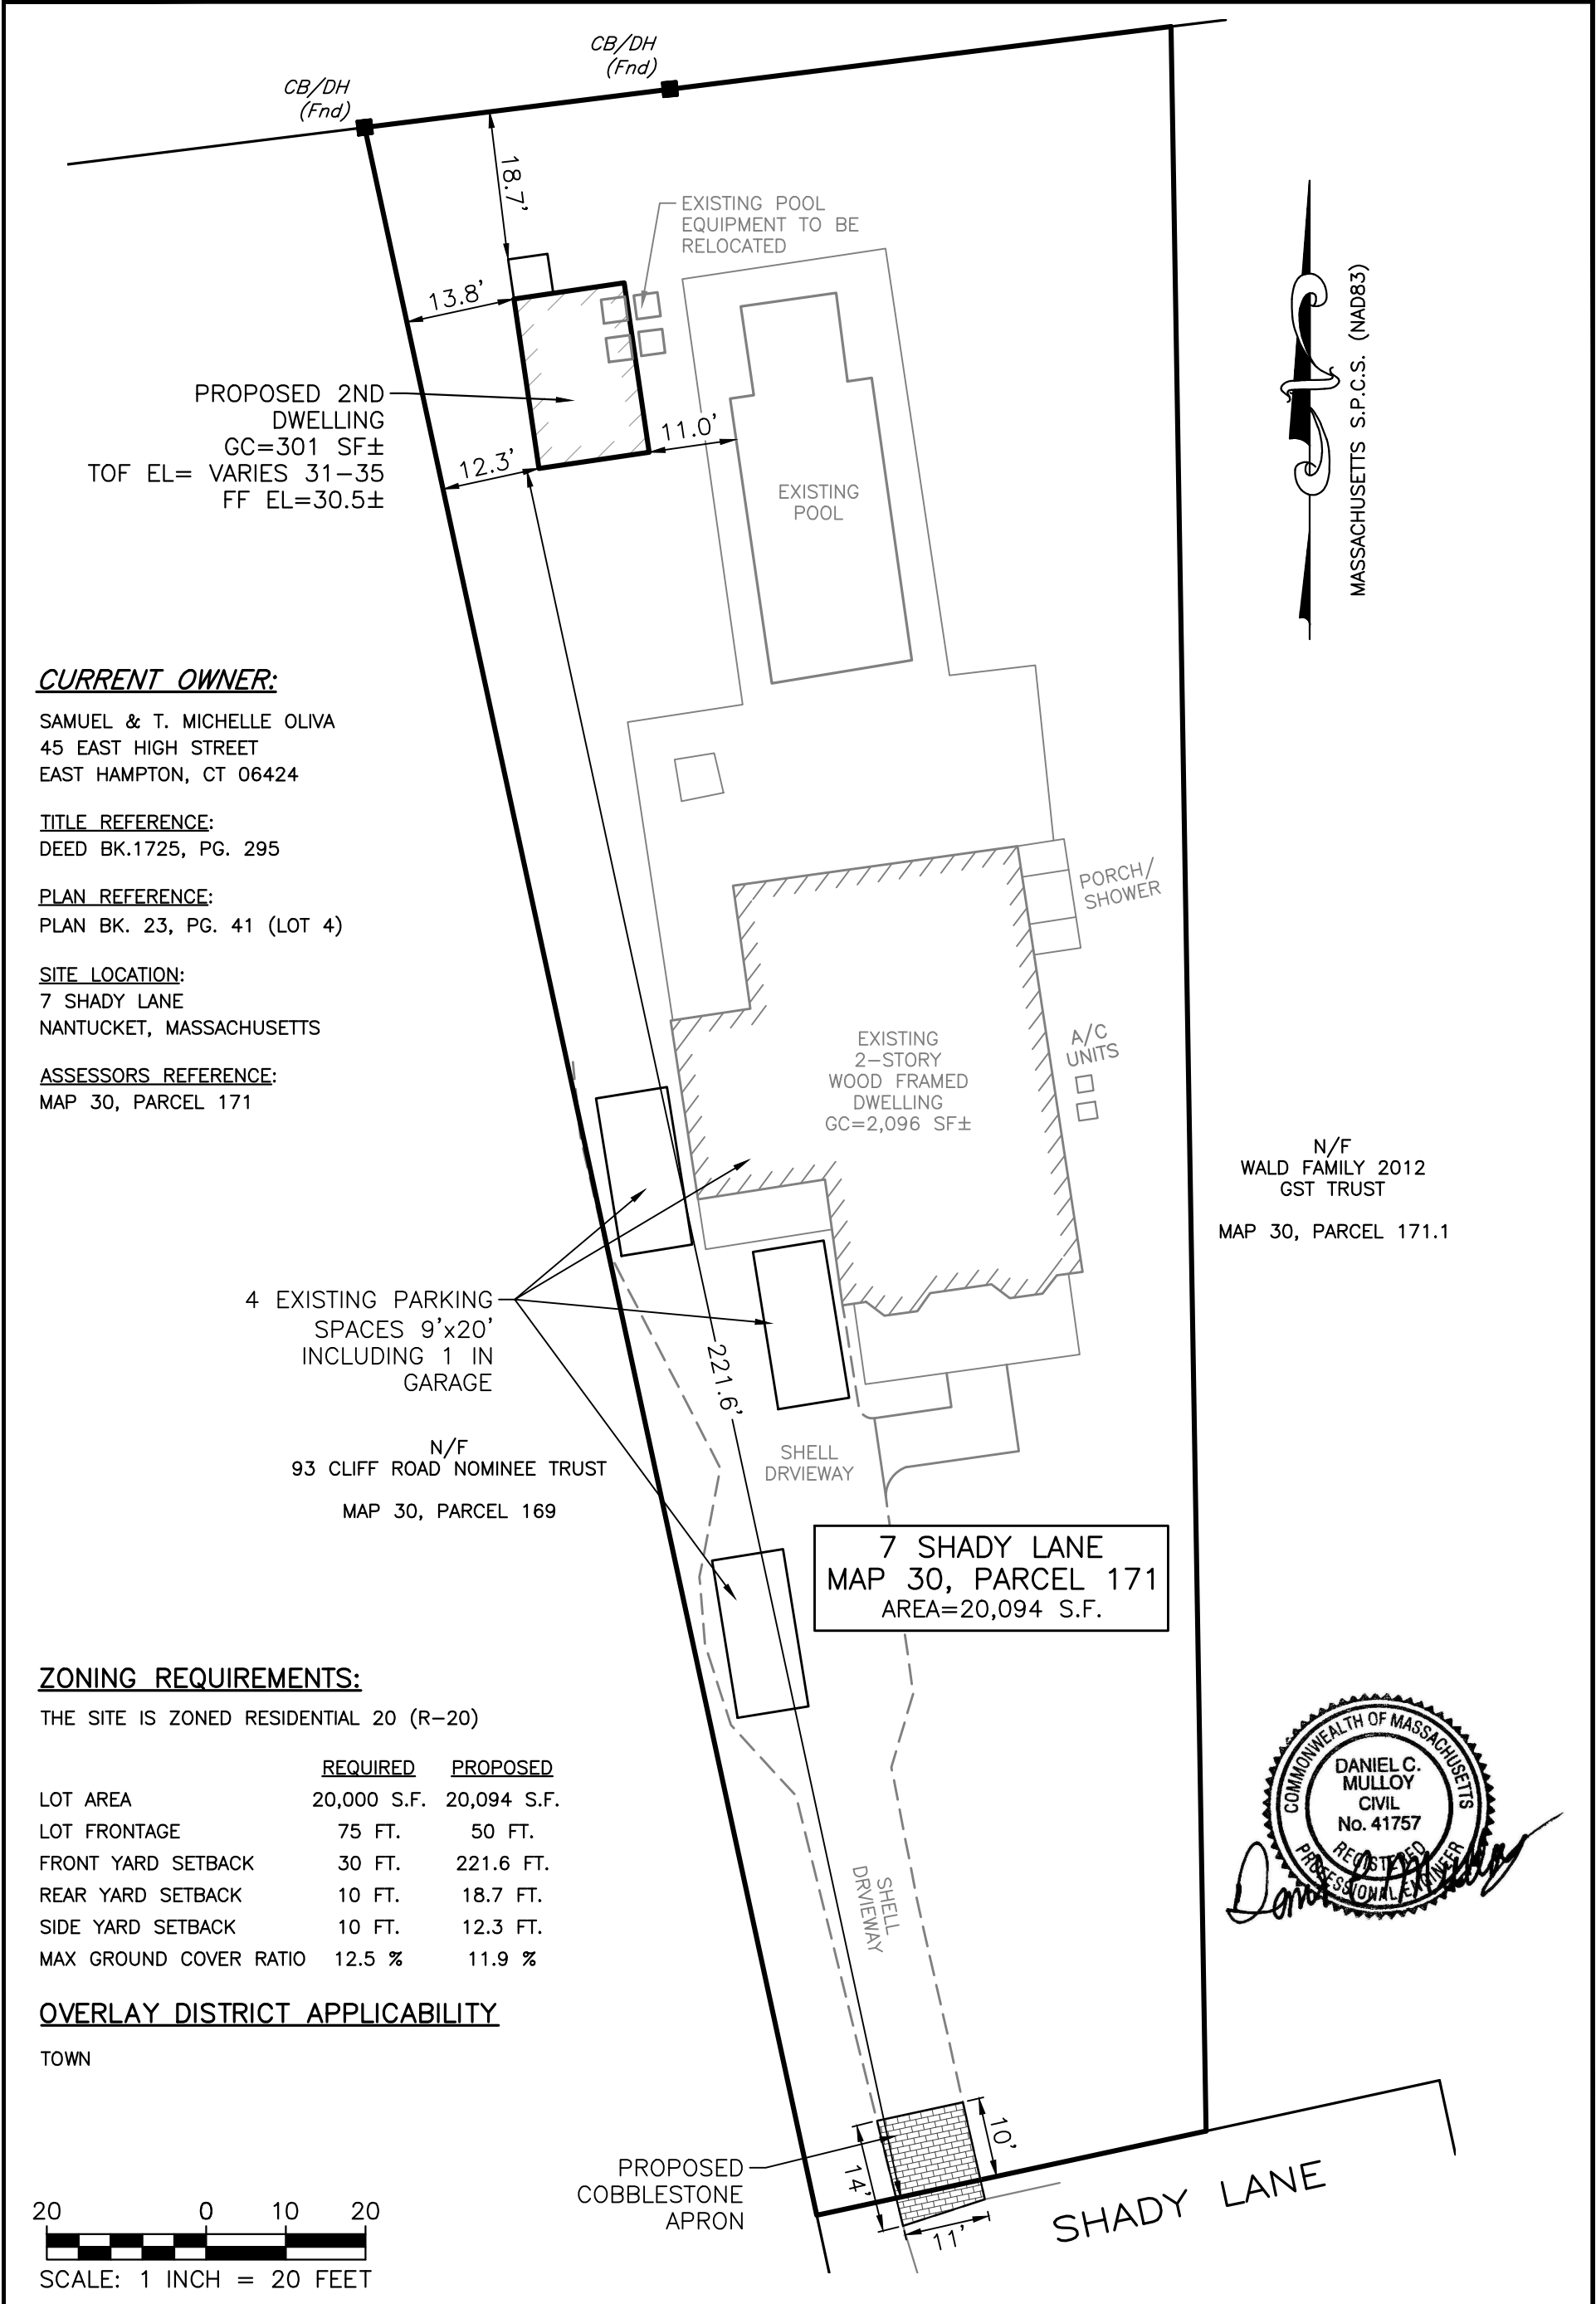 CB/DH
(Fnd)
CB/DH
(Fnd)
18.7'
EXISTING POOL
EQUIPMENT TO BE
RELOCATED
13.8'
PROPOSED 2ND
DWELLING
GC=301 SF±
TOF EL= VARIES 31-35
FF EL=30.5±
12.3'
11.0'
EXISTING
POOL
MASSACHUSETTS S.P.C.S. (NAD83)
CURRENT OWNER:
SAMUEL & T. MICHELLE OLIVA
45 EAST HIGH STREET
EAST HAMPTON, CT 06424
TITLE REFERENCE:
DEED BK.1725, PG. 295
PLAN REFERENCE:
PLAN BK. 23, PG. 41 (LOT 4)
SITE LOCATION:
7 SHADY LANE
NANTUCKET, MASSACHUSETTS
ASSESSORS REFERENCE:
MAP 30, PARCEL 171
PORCH/
SHOWER
EXISTING
2-STORY
WOOD FRAMED
DWELLING
GC=2,096 SF±
A/C
UNITS
N/F
WALD FAMILY 2012
GST TRUST
MAP 30, PARCEL 171.1
4 EXISTING PARKING
SPACES 9'x20'
INCLUDING 1 IN
GARAGE
221.6'
N/F
93 CLIFF ROAD NOMINEE TRUST
MAP 30, PARCEL 169
SHELL
DRVIEWAY
7 SHADY LANE
MAP 30, PARCEL 171
AREA=20,094 S.F.
ZONING REQUIREMENTS:
THE SITE IS ZONED RESIDENTIAL 20 (R-20)
REQUIRED PROPOSED
LOT AREA 20,000 S.F. 20,094 S.F.
LOT FRONTAGE 75 FT. 50 FT.
FRONT YARD SETBACK 30 FT. 221.6 FT.
REAR YARD SETBACK 10 FT. 18.7 FT.
SIDE YARD SETBACK 10 FT. 12.3 FT.
MAX GROUND COVER RATIO 12.5 % 11.9 %
OVERLAY DISTRICT APPLICABILITY
TOWN
SHELL
DRVIEWAY
COMMONWEALTH OF MASSACHUSETTS
DANIEL C.
MULLOY
CIVIL
No. 41757
REGISTERED
PROFESSIONAL ENGINEER
Daniel C Mulloy
PROPOSED
COBBLESTONE
APRON
14'
10'
11'
SHADY LANE
20 0 10 20
SCALE: 1 INCH = 20 FEET